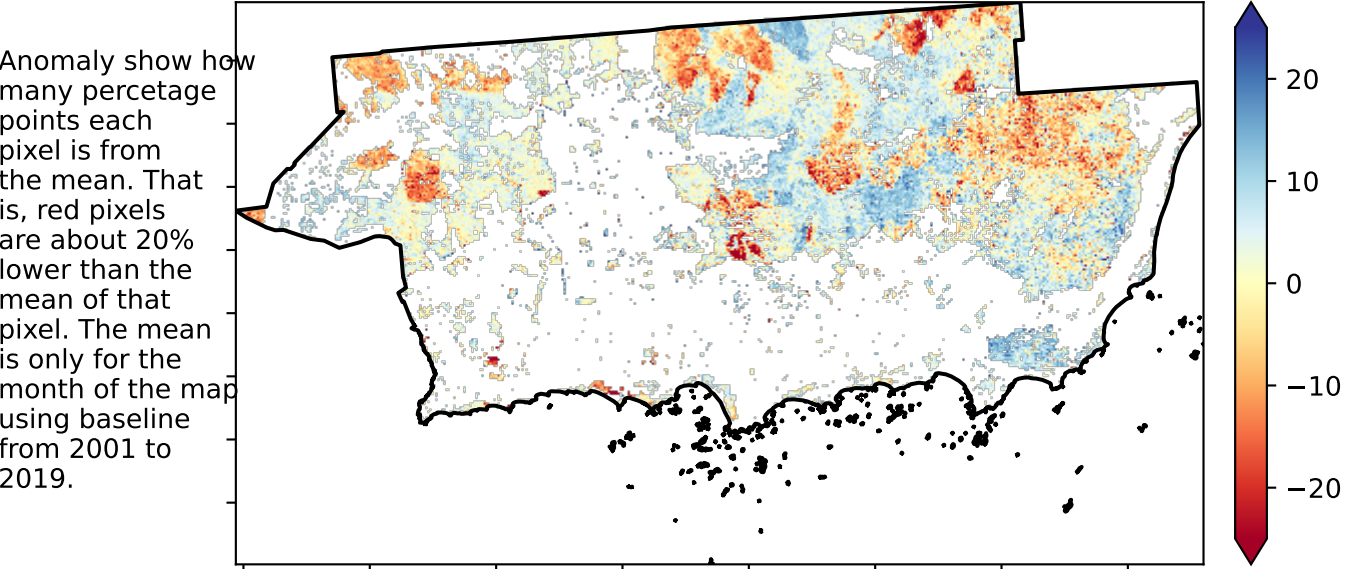 Anomaly show how
many percetage
points each
pixel is from
the mean. That
is, red pixels
are about 20%
lower than the
mean of that
pixel. The mean
is only for the
month of the map
using baseline
from 2001 to
2019.
20
10
0
−10
−20